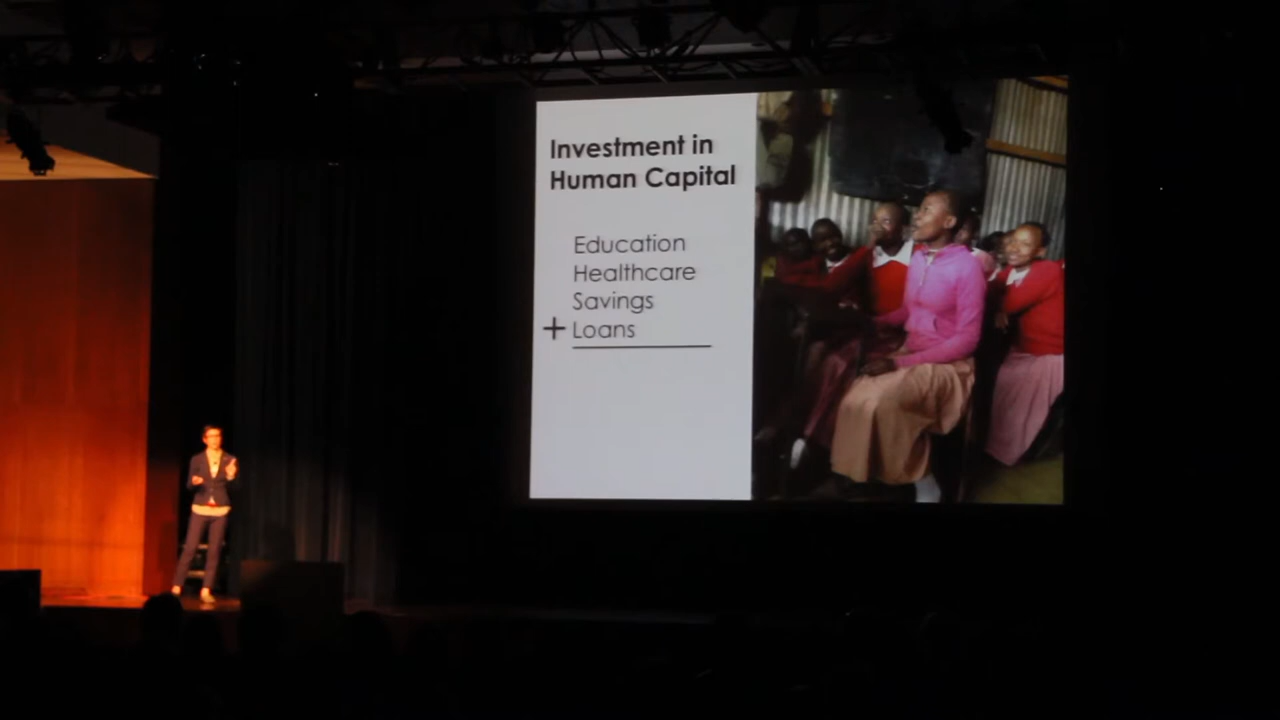 Investment in
Human Capital
Education
Healthcare
Savings
+ Loans